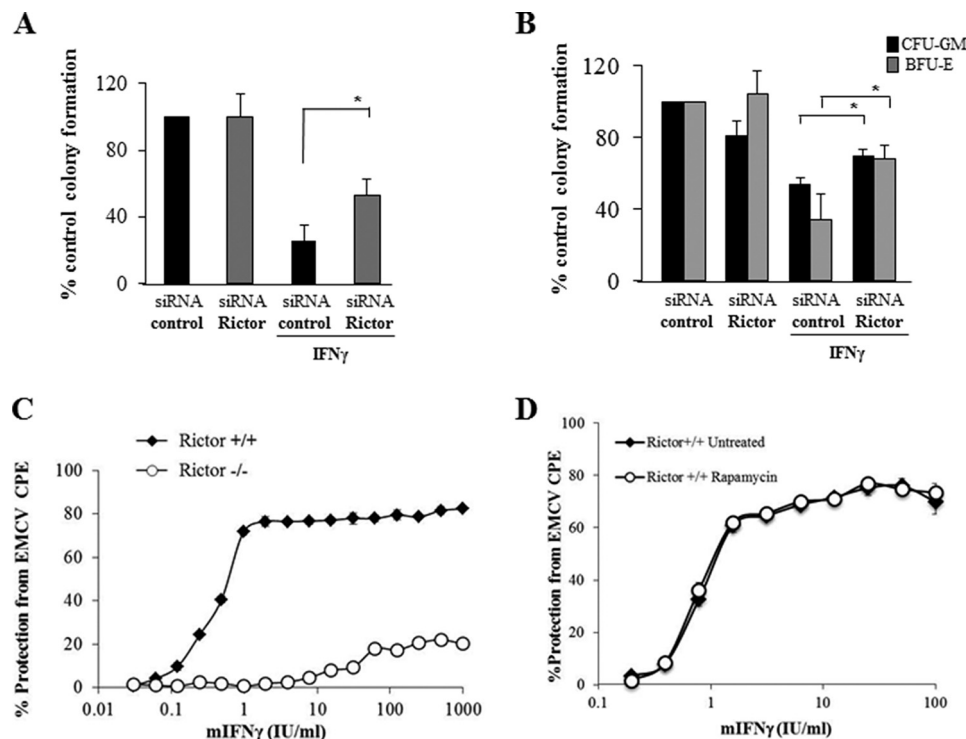 A
% control colony formation
120
80
40
0
*
siRNA control
siRNA Rictor
siRNA control
siRNA Rictor
IFNγ
B
CFU-GM
BFU-E
% control colony formation
120
80
40
0
*
*
siRNA control
siRNA Rictor
siRNA control
siRNA Rictor
IFNγ
C
Rictor +/+
Rictor -/-
% Protection from EMCV CPE
100
80
60
40
20
0
0.01
0.1
1
10
100
1000
mIFNγ (IU/ml)
D
Rictor+/+ Untreated
Rictor +/+ Rapamycin
%Protection from EMCV CPE
100
80
60
40
20
0
0.1
1
10
100
mIFNγ (IU/ml)